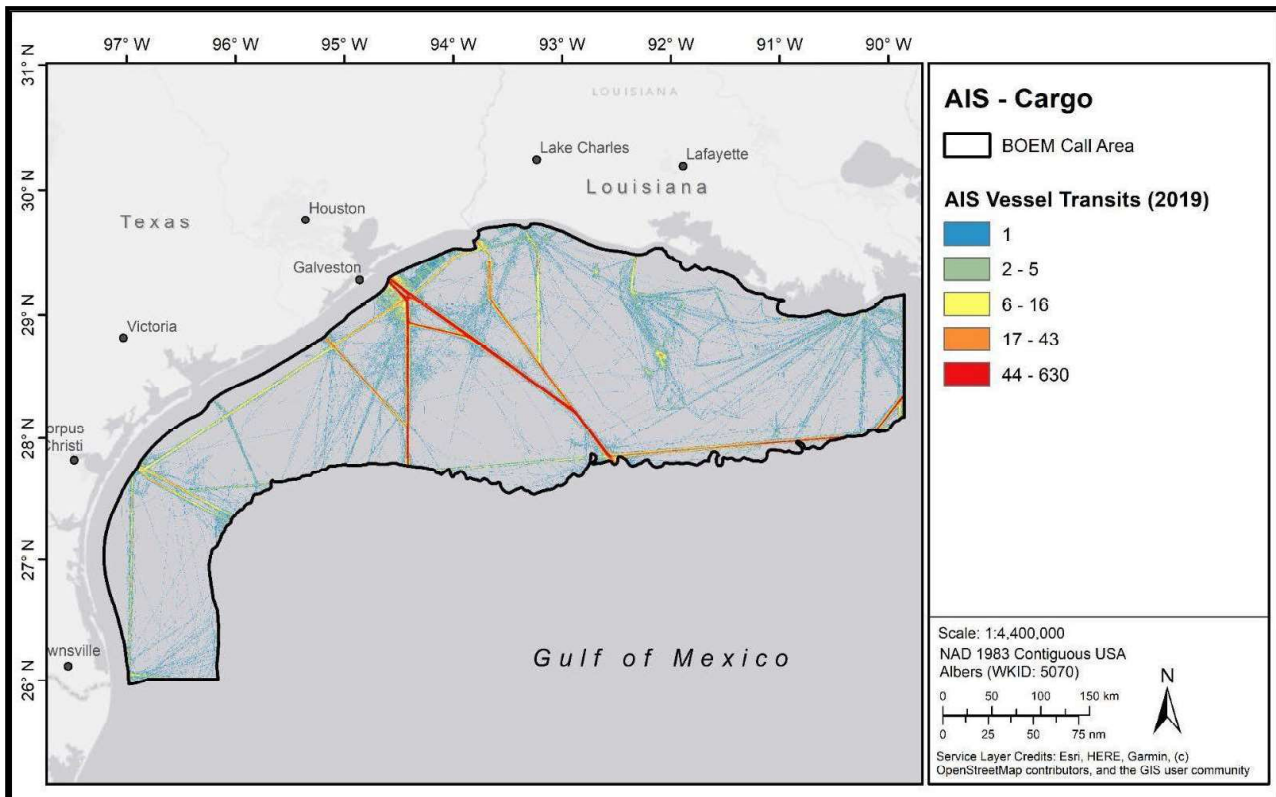 97° W 96° W 95° W 94° W 93° W 92° W 91° W 90° W
31° N
30° N
29° N
28° N
27° N
26° N
LOUISIANA
Lake Charles
Lafayette
Louisiana
Texas
Houston
Galveston
Victoria
orpus
Christi
wnsville
Gulf of Mexico
AIS - Cargo
BOEM Call Area
AIS Vessel Transits (2019)
1
2 - 5
6 - 16
17 - 43
44 - 630
Scale: 1:4,400,000
NAD 1983 Contiguous USA
Albers (WKID: 5070)
0 50 100 150 km
0 25 50 75 nm
N
Service Layer Credits: Esri, HERE, Garmin, (c)
OpenStreetMap contributors, and the GIS user community